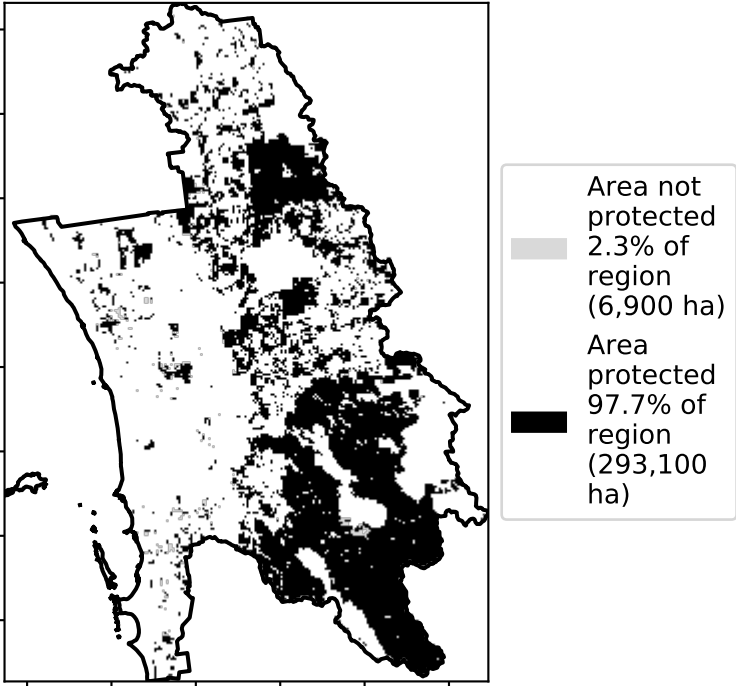 Area not
protected
2.3% of
region
(6,900 ha)
Area
protected
97.7% of
region
(293,100
ha)